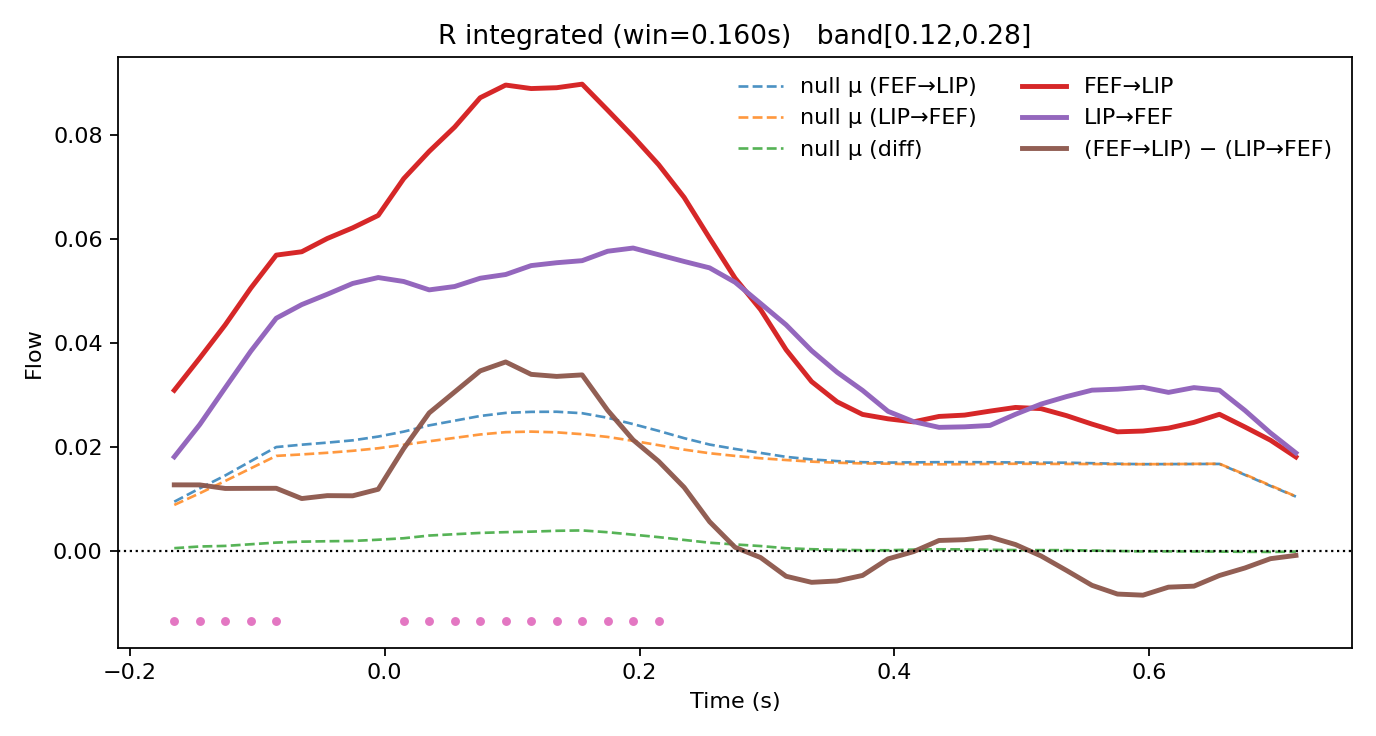 R integrated (win=0.160s)   band[0.12,0.28]
null μ (FEF→LIP)
null μ (LIP→FEF)
null μ (diff)
FEF→LIP
LIP→FEF
(FEF→LIP) − (LIP→FEF)
Flow
0.08
0.06
0.04
0.02
0.00
−0.2
0.0
0.2
0.4
0.6
Time (s)